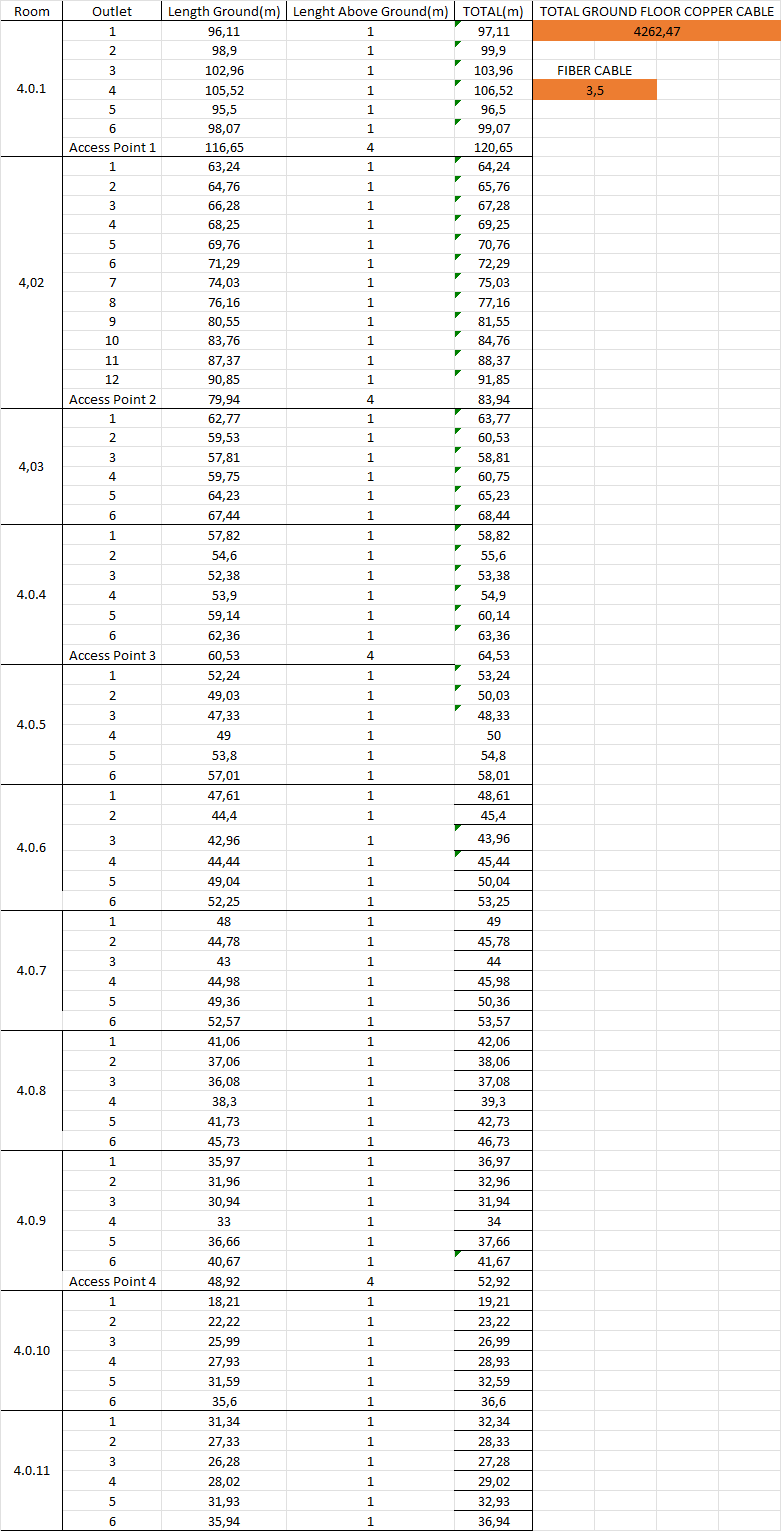 Room Outlet Length Ground(m) Lenght Above Ground(m) TOTAL(m) TOTAL GROUND FLOOR COPPER CABLE
1 96,11 1 97,11 4262,47
2 98,9 1 99,9
3 102,96 1 103,96 FIBER CABLE
4.0.1 4 105,52 1 106,52 3,5
5 95,5 1 96,5
6 98,07 1 99,07
Access Point 1 116,65 4 120,65
1 63,24 1 64,24
2 64,76 1 65,76
3 66,28 1 67,28
4 68,25 1 69,25
5 69,76 1 70,76
6 71,29 1 72,29
4,02 7 74,03 1 75,03
8 76,16 1 77,16
9 80,55 1 81,55
10 83,76 1 84,76
11 87,37 1 88,37
12 90,85 1 91,85
Access Point 2 79,94 4 83,94
1 62,77 1 63,77
2 59,53 1 60,53
4,03 3 57,81 1 58,81
4 59,75 1 60,75
5 64,23 1 65,23
6 67,44 1 68,44
1 57,82 1 58,82
2 54,6 1 55,6
3 52,38 1 53,38
4.0.4 4 53,9 1 54,9
5 59,14 1 60,14
6 62,36 1 63,36
Access Point 3 60,53 4 64,53
1 52,24 1 53,24
2 49,03 1 50,03
4.0.5 3 47,33 1 48,33
4 49 1 50
5 53,8 1 54,8
6 57,01 1 58,01
1 47,61 1 48,61
2 44,4 1 45,4
4.0.6 3 42,96 1 43,96
4 44,44 1 45,44
5 49,04 1 50,04
6 52,25 1 53,25
1 48 1 49
2 44,78 1 45,78
4.0.7 3 43 1 44
4 44,98 1 45,98
5 49,36 1 50,36
6 52,57 1 53,57
1 41,06 1 42,06
2 37,06 1 38,06
4.0.8 3 36,08 1 37,08
4 38,3 1 39,3
5 41,73 1 42,73
6 45,73 1 46,73
1 35,97 1 36,97
2 31,96 1 32,96
3 30,94 1 31,94
4.0.9 4 33 1 34
5 36,66 1 37,66
6 40,67 1 41,67
Access Point 4 48,92 4 52,92
1 18,21 1 19,21
2 22,22 1 23,22
4.0.10 3 25,99 1 26,99
4 27,93 1 28,93
5 31,59 1 32,59
6 35,6 1 36,6
1 31,34 1 32,34
2 27,33 1 28,33
4.0.11 3 26,28 1 27,28
4 28,02 1 29,02
5 31,93 1 32,93
6 35,94 1 36,94